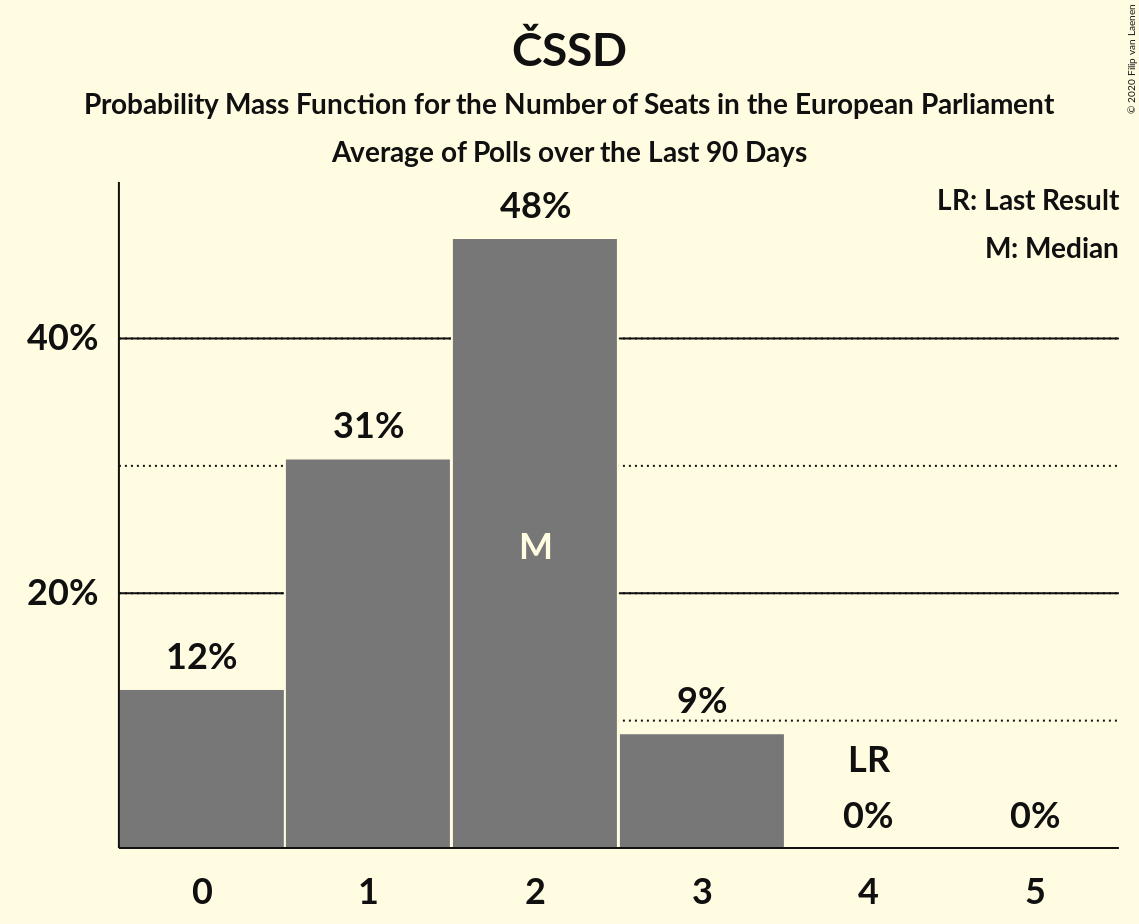 ČSSD
Probability Mass Function for the Number of Seats in the European Parliament
Average of Polls over the Last 90 Days
© 2020 Filip van Laenen
LR: Last Result
M: Median
48%
40%
31%
M
20%
12%
9%
LR
0%
0%
0 1 2 3 4 5